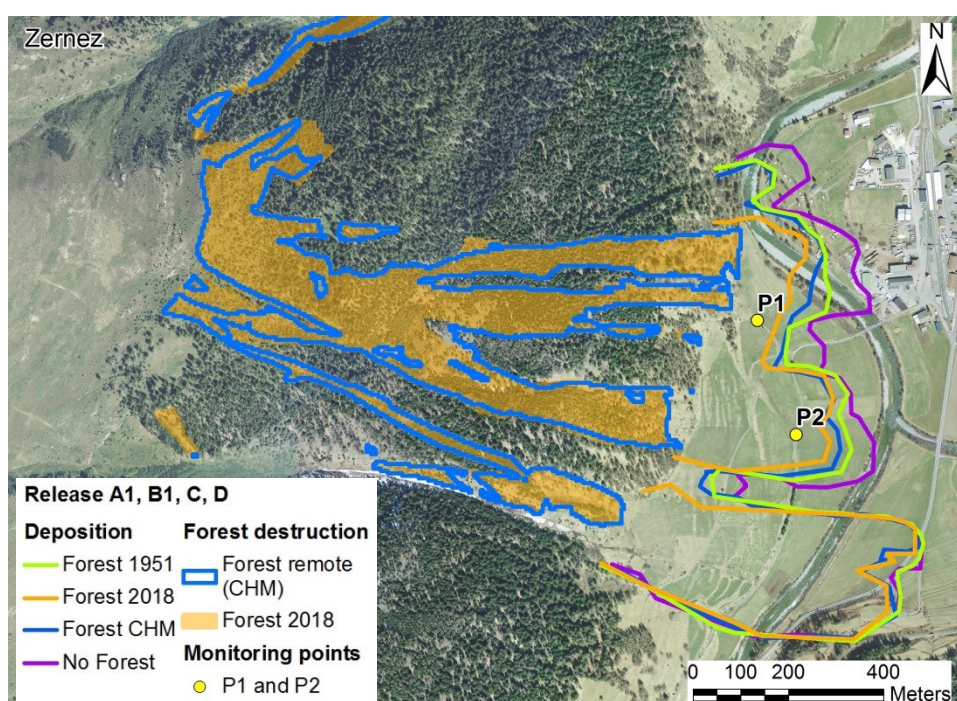 Zernez
N
P1
P2
Release A1, B1, C, D
Deposition
Forest 1951
Forest 2018
Forest CHM
No Forest
Forest destruction
Forest remote
(CHM)
Forest 2018
Monitoring points
P1 and P2
0 100 200 400
Meters